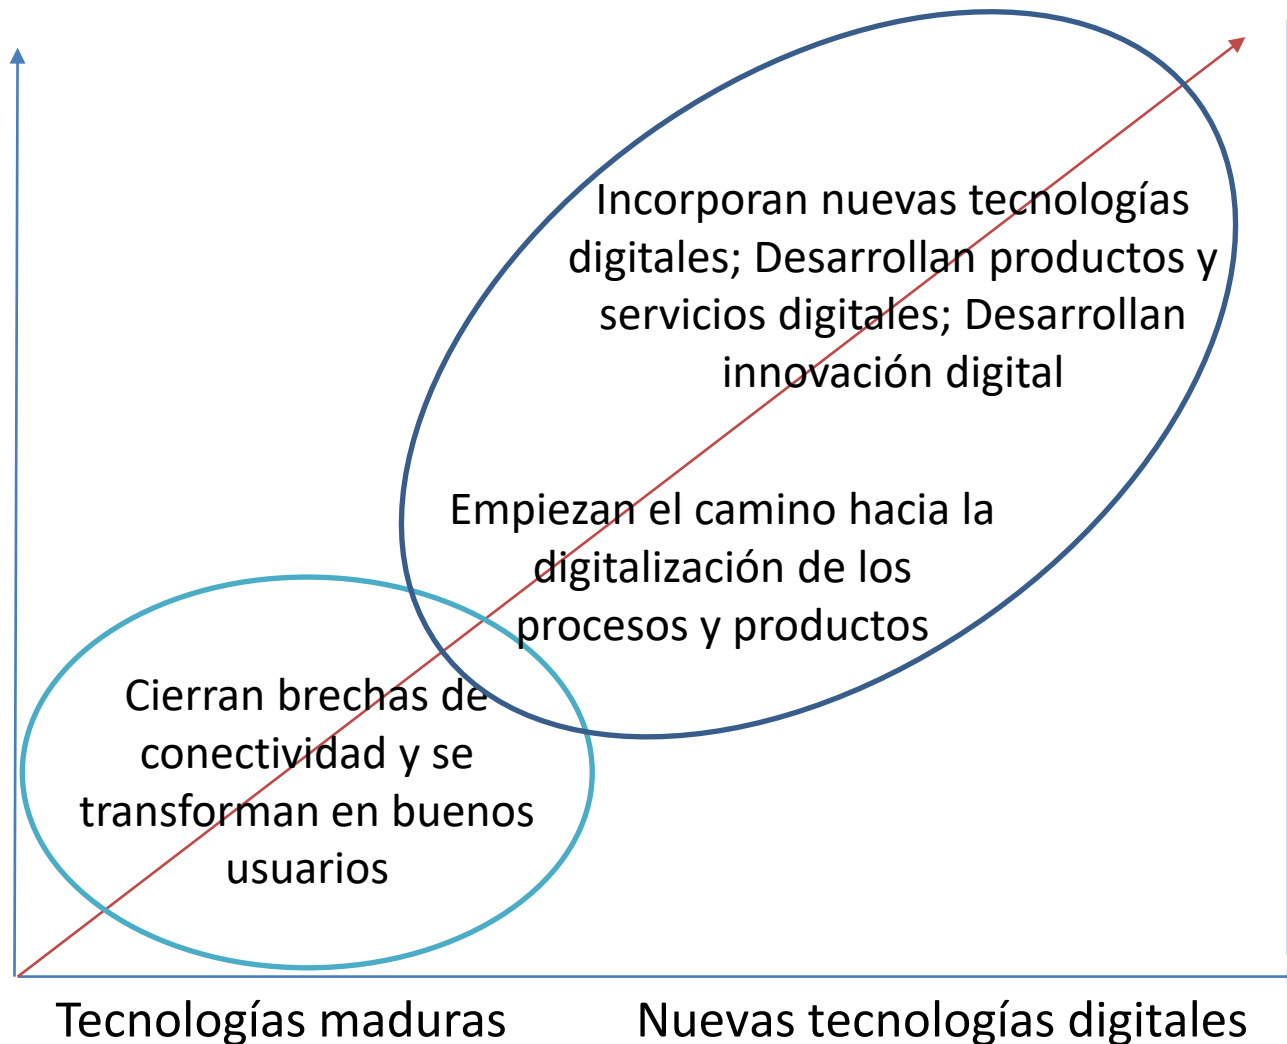 Incorporan nuevas tecnologías
digitales; Desarrollan productos y
servicios digitales; Desarrollan
innovación digital
Empiezan el camino hacia la
digitalización de los
procesos y productos
Cierran brechas de
conectividad y se
transforman en buenos
usuarios
Tecnologías maduras
Nuevas tecnologías digitales